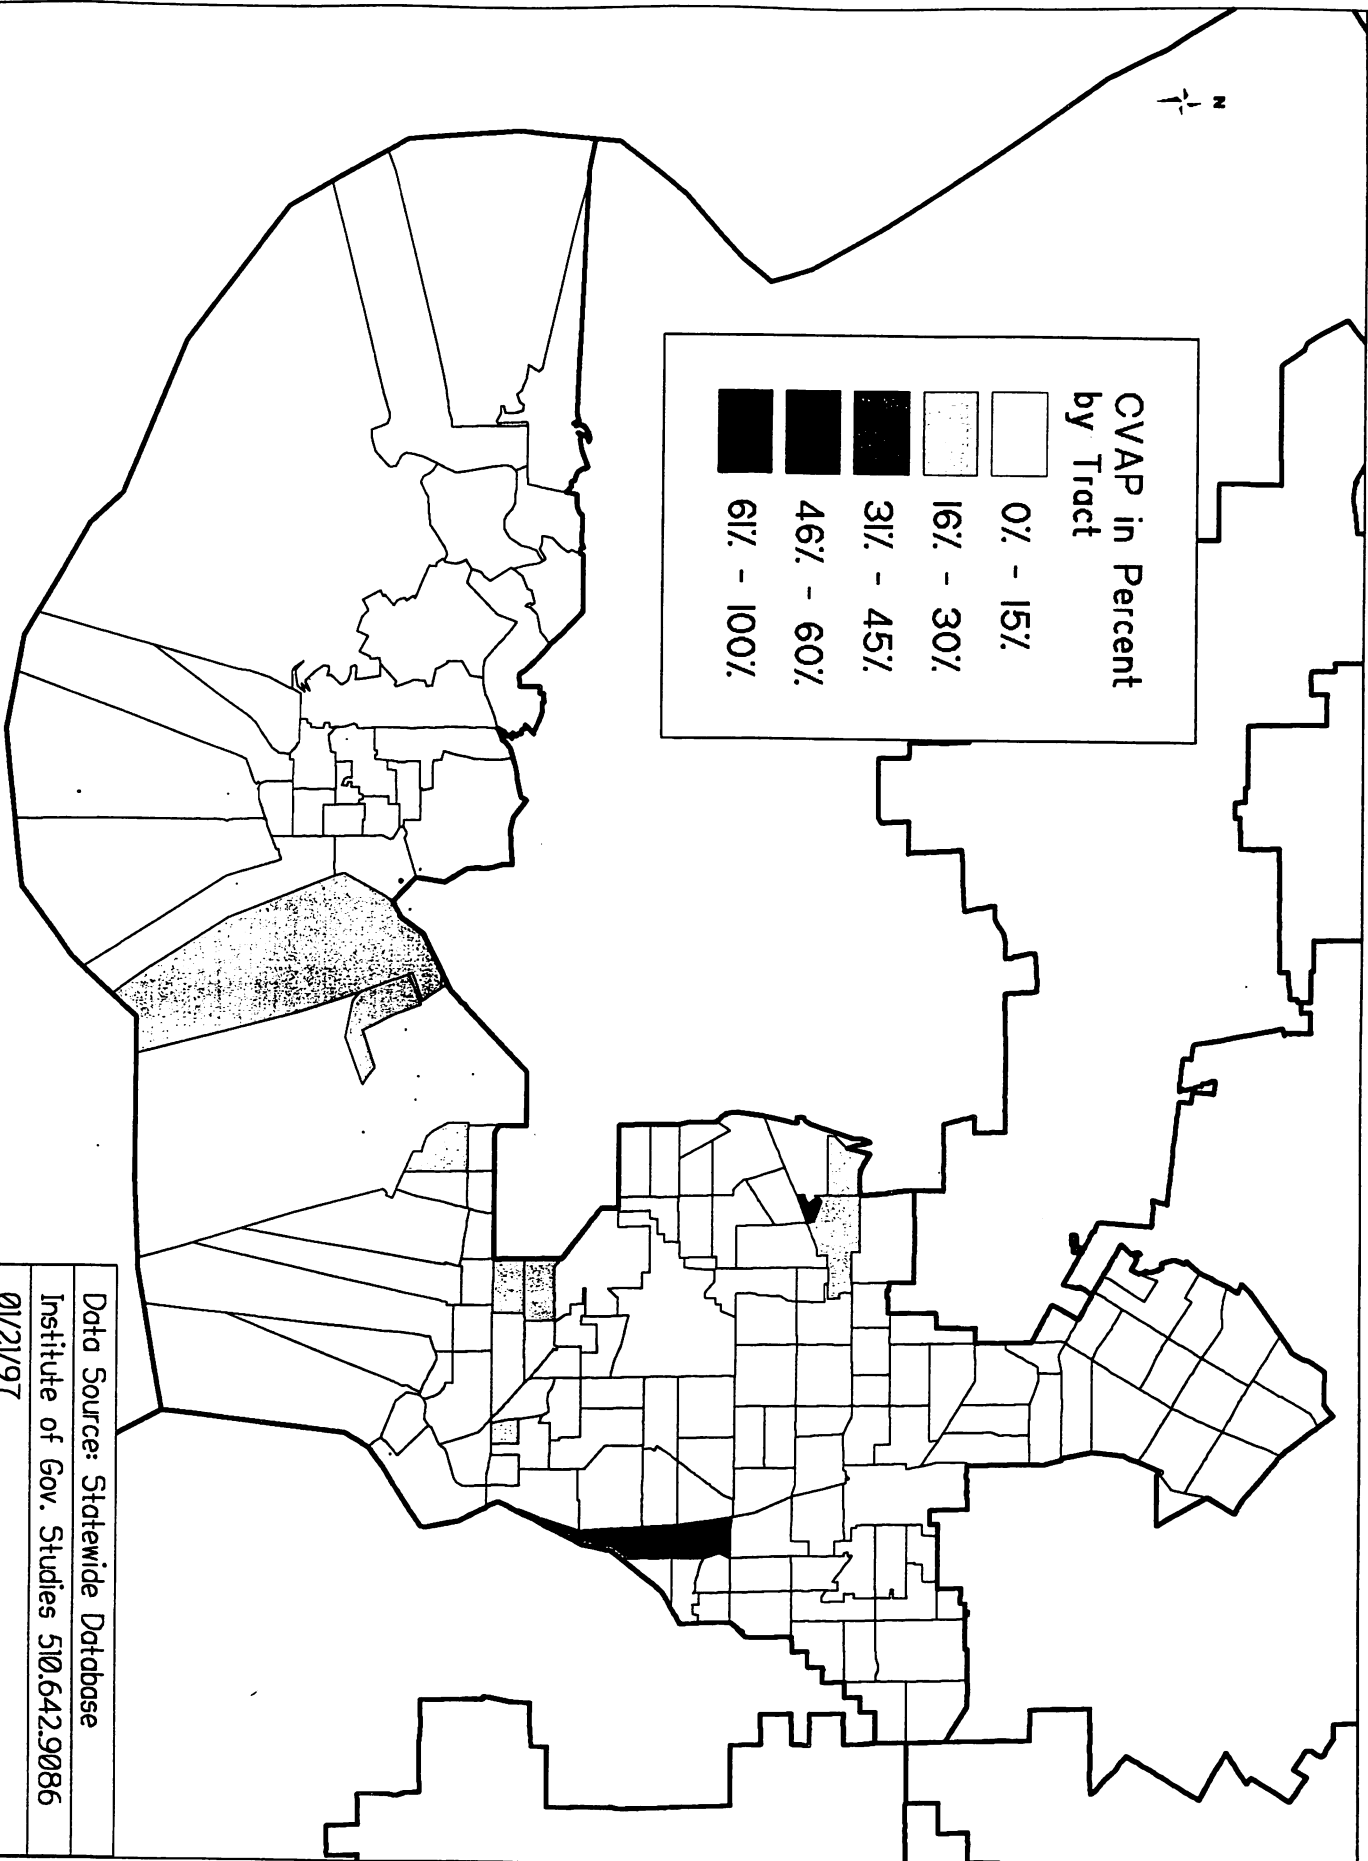 N
CVAP in Percent
by Tract
0% - 15%
16% - 30%
31% - 45%
46% - 60%
61% - 100%
Data Source: Statewide Database
Institute of Gov. Studies 510.642.9086
01/21/97